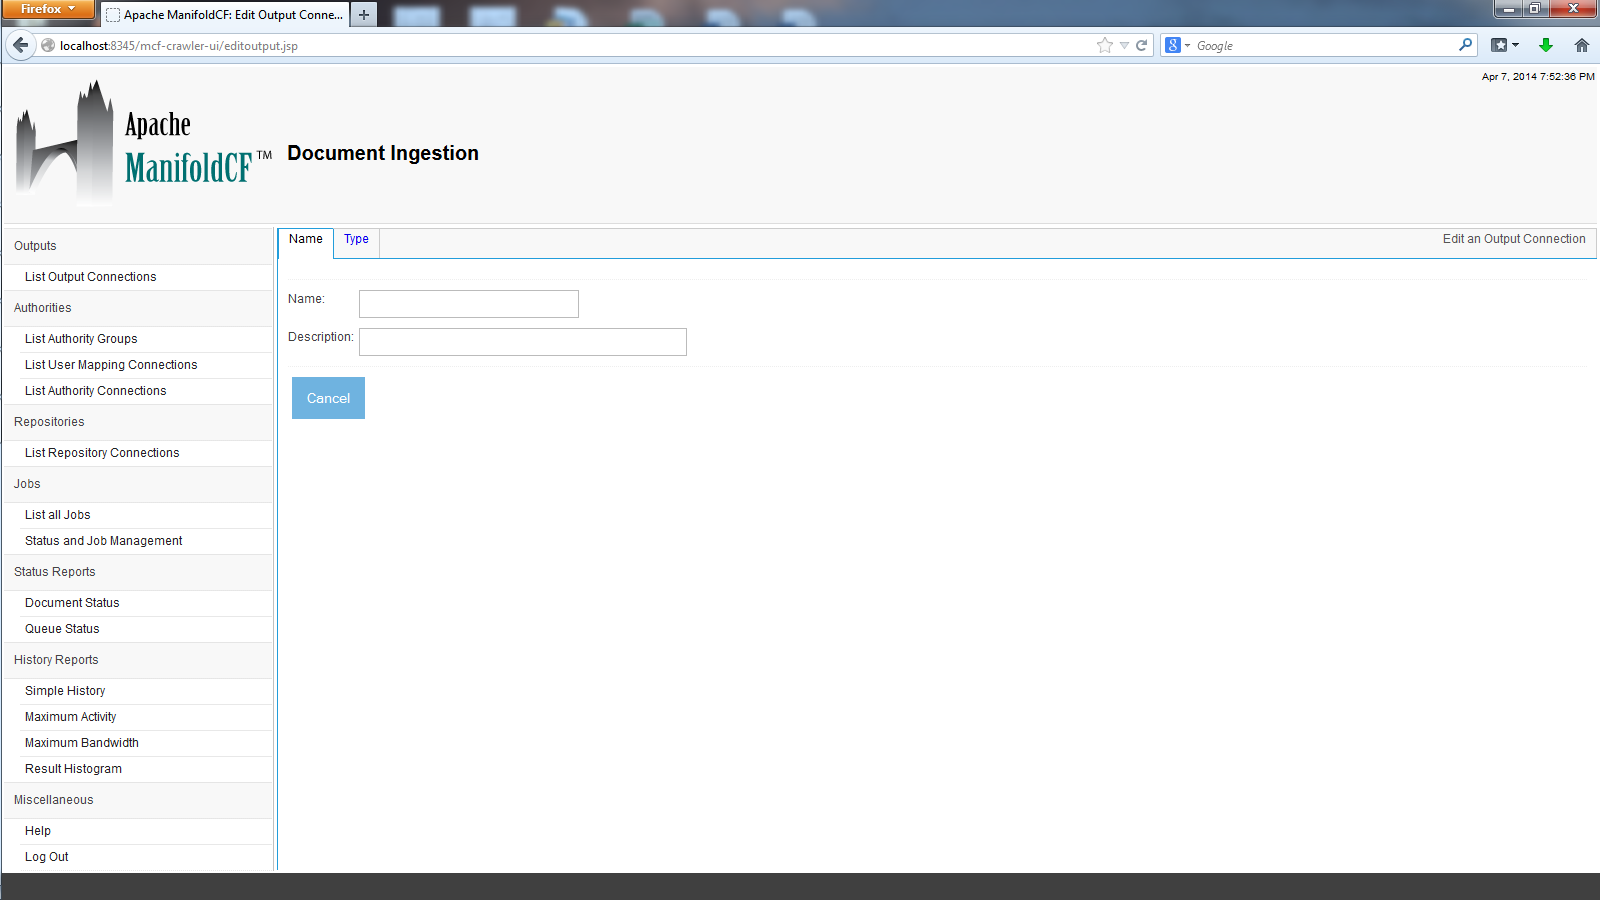 Firefox
Apache ManifoldCF: Edit Output Conne...
localhost:8345/mcf-crawler-ui/editoutput.jsp
8
Google
Apr 7, 2014 7:52:36 PM
Apache
ManifoldCF™
Document Ingestion
Outputs
List Output Connections
Authorities
List Authority Groups
List User Mapping Connections
List Authority Connections
Repositories
List Repository Connections
Jobs
List all Jobs
Status and Job Management
Status Reports
Document Status
Queue Status
History Reports
Simple History
Maximum Activity
Maximum Bandwidth
Result Histogram
Miscellaneous
Help
Log Out
Name
Type
Edit an Output Connection
Name:
Description:
Cancel